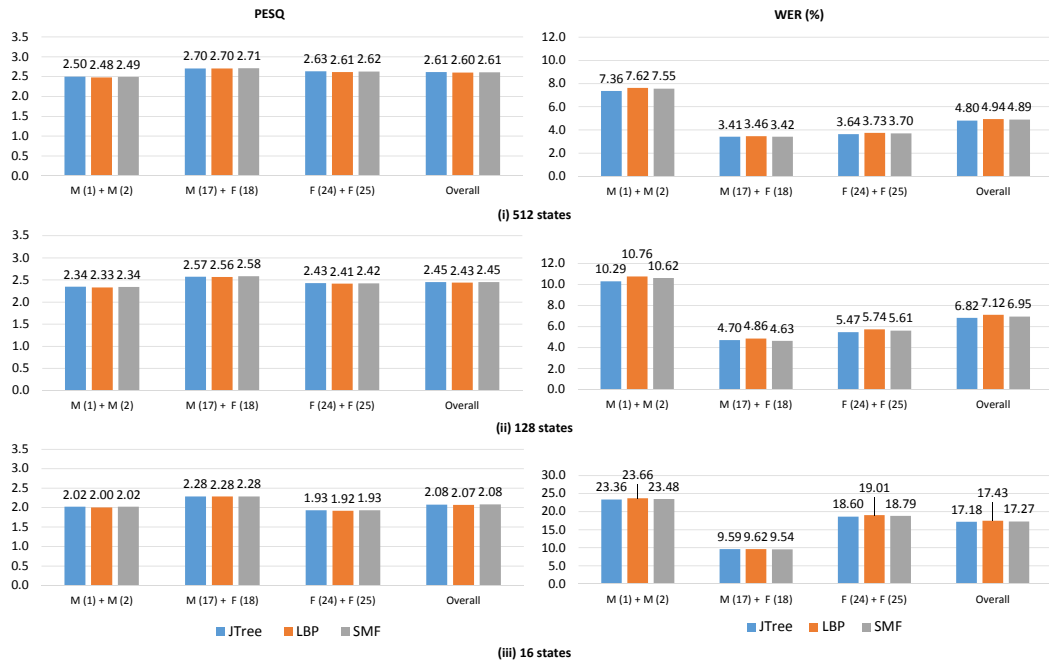 PESQ
3.5
3.0
2.5
2.0
1.5
1.0
0.5
0.0
2.50 2.48 2.49
2.70 2.70 2.71
2.63 2.61 2.62
2.61 2.60 2.61
M (1) + M (2)
M (17) + F (18)
F (24) + F (25)
Overall
WER (%)
12.0
10.0
8.0
6.0
4.0
2.0
0.0
7.36 7.62 7.55
3.41 3.46 3.42
3.64 3.73 3.70
4.80 4.94 4.89
M (1) + M (2)
M (17) + F (18)
F (24) + F (25)
Overall
(i) 512 states
3.5
3.0
2.5
2.0
1.5
1.0
0.5
0.0
2.34 2.33 2.34
2.57 2.56 2.58
2.43 2.41 2.42
2.45 2.43 2.45
M (1) + M (2)
M (17) + F (18)
F (24) + F (25)
Overall
12.0
10.0
8.0
6.0
4.0
2.0
0.0
10.29 10.76 10.62
4.70 4.86 4.63
5.47 5.74 5.61
6.82 7.12 6.95
M (1) + M (2)
M (17) + F (18)
F (24) + F (25)
Overall
(ii) 128 states
3.5
3.0
2.5
2.0
1.5
1.0
0.5
0.0
2.02 2.00 2.02
2.28 2.28 2.28
1.93 1.92 1.93
2.08 2.07 2.08
M (1) + M (2)
M (17) + F (18)
F (24) + F (25)
Overall
JTree LBP SMF
30.0
25.0
20.0
15.0
10.0
5.0
0.0
23.36 23.66 23.48
9.59 9.62 9.54
18.60 19.01 18.79
17.18 17.43 17.27
M (1) + M (2)
M (17) + F (18)
F (24) + F (25)
Overall
JTree LBP SMF
(iii) 16 states